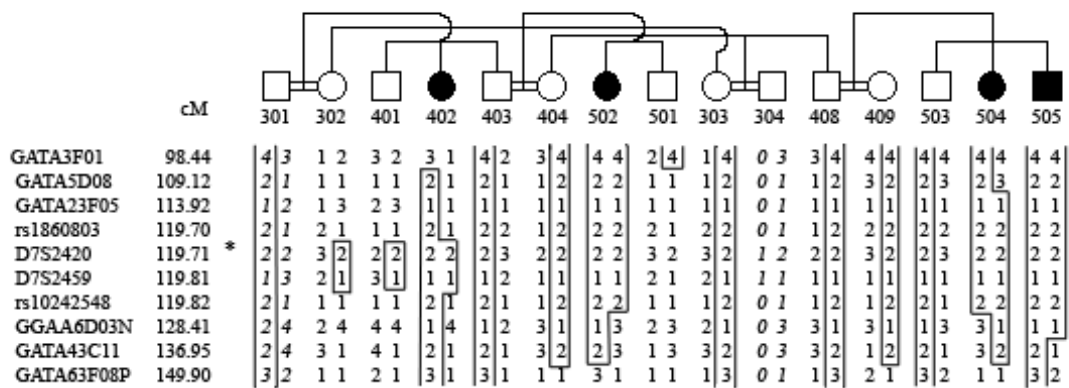 cM 301 302 401 402 403 404 502 501 303 304 408 409 503 504 505
GATA3F01 98.44 4 3 1 2 3 2 3 1 4 2 3 4 4 4 2 4 1 4 0 3 3 4 4 4 4 4 4 4 4 4
GATA5D08 109.12 2 1 1 1 1 1 2 1 2 1 1 2 2 2 1 1 1 2 0 1 1 2 3 2 2 3 2 3 2 2
GATA23F05 113.92 1 2 1 3 2 3 1 1 1 1 1 1 1 1 1 1 1 1 0 1 1 1 1 1 1 1 1 1 1 1
rs1860803 119.70 2 1 2 1 1 1 2 1 2 2 1 2 2 2 2 1 2 2 0 1 1 2 2 2 1 2 2 2 2 2
D7S2420 119.71 * 2 2 3 2 2 2 2 2 2 3 2 2 2 2 3 2 3 2 1 2 2 2 3 2 2 3 2 2 2 2
D7S2459 119.81 1 3 2 1 3 1 1 1 1 2 1 1 1 1 2 1 3 1 1 1 1 1 1 1 1 1 1 1 1 1
rs10242548 119.82 2 1 1 1 1 1 2 1 2 1 1 2 2 2 1 1 1 2 0 1 1 2 1 2 2 1 2 2 2 2
GGAA6D03N 128.41 2 4 2 4 4 4 1 4 1 2 3 1 1 3 2 3 2 1 0 3 3 1 3 1 1 3 3 1 1 1
GATA43C11 136.95 2 4 3 1 4 1 2 1 2 1 3 2 2 3 1 3 3 2 0 3 3 2 1 2 2 1 3 2 2 1
GATA63F08P 149.90 3 2 1 1 2 1 3 1 3 1 1 1 3 1 1 1 1 3 0 1 1 3 2 1 3 2 1 1 3 2